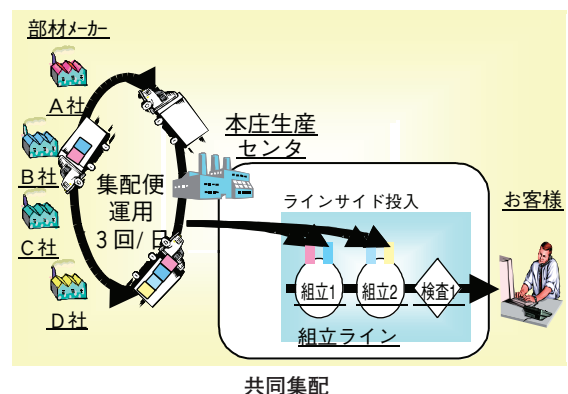 部材メーカー
A社
B社
C社
D社
集配便
運用
3回/日
本庄生産
センタ
ラインサイド投入
組立1
組立2
検査1
組立ライン
お客様
共同集配